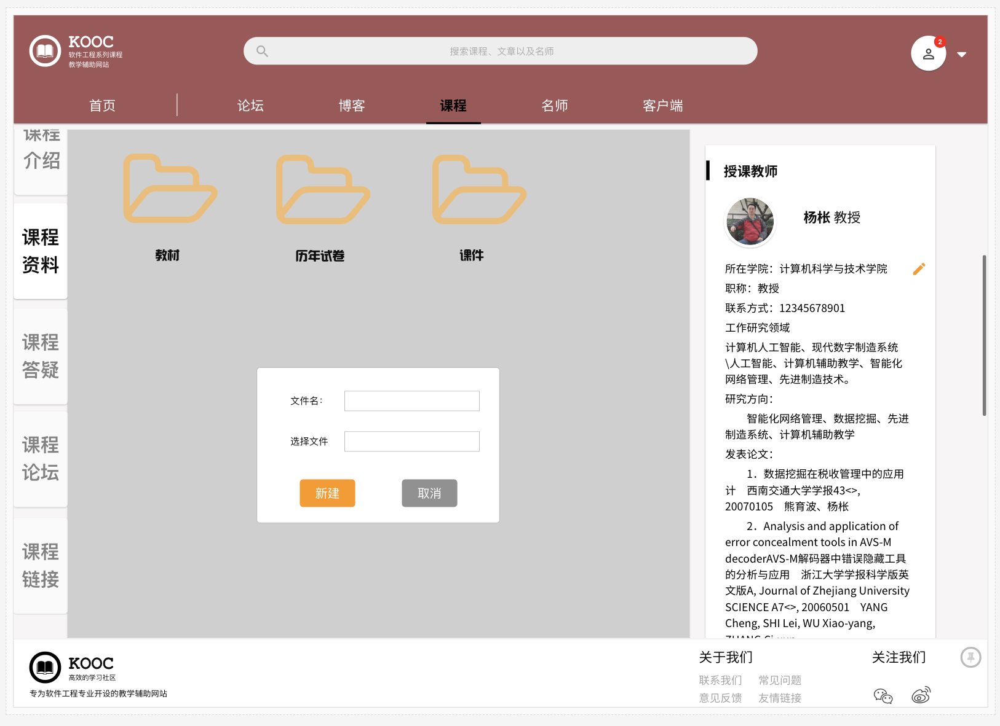 KOOC
软件工程系列课程
教学辅助网站
搜索课程、文章以及名师
2
首页
论坛
博客
课程
名师
客户端
课程
介绍
课程
资料
课程
答疑
课程
论坛
课程
链接
教材
历年试卷
课件
文件名：
选择文件
新建
取消
授课教师
杨枨 教授
所在学院：计算机科学与技术学院
职称：教授
联系方式：12345678901
工作研究领域
计算机人工智能、现代数字制造系统
\人工智能、计算机辅助教学、智能化
网络管理、先进制造技术。
研究方向：
智能化网络管理、数据挖掘、先进
制造系统、计算机辅助教学
发表论文：
1．数据挖掘在税收管理中的应用
计　西南交通大学学报43<>,
20070105　熊育波、杨枨
2．Analysis and application of
error concealment tools in AVS-M
decoderAVS-M解码器中错误隐藏工具
的分析与应用　浙江大学学报科学版英
文版A, Journal of Zhejiang University
SCIENCE A7<>, 20060501　YANG
Cheng, SHI Lei, WU Xiao-yang,
KOOC
高效的学习社区
专为软件工程专业开设的教学辅助网站
关于我们
联系我们 常见问题
意见反馈 友情链接
关注我们